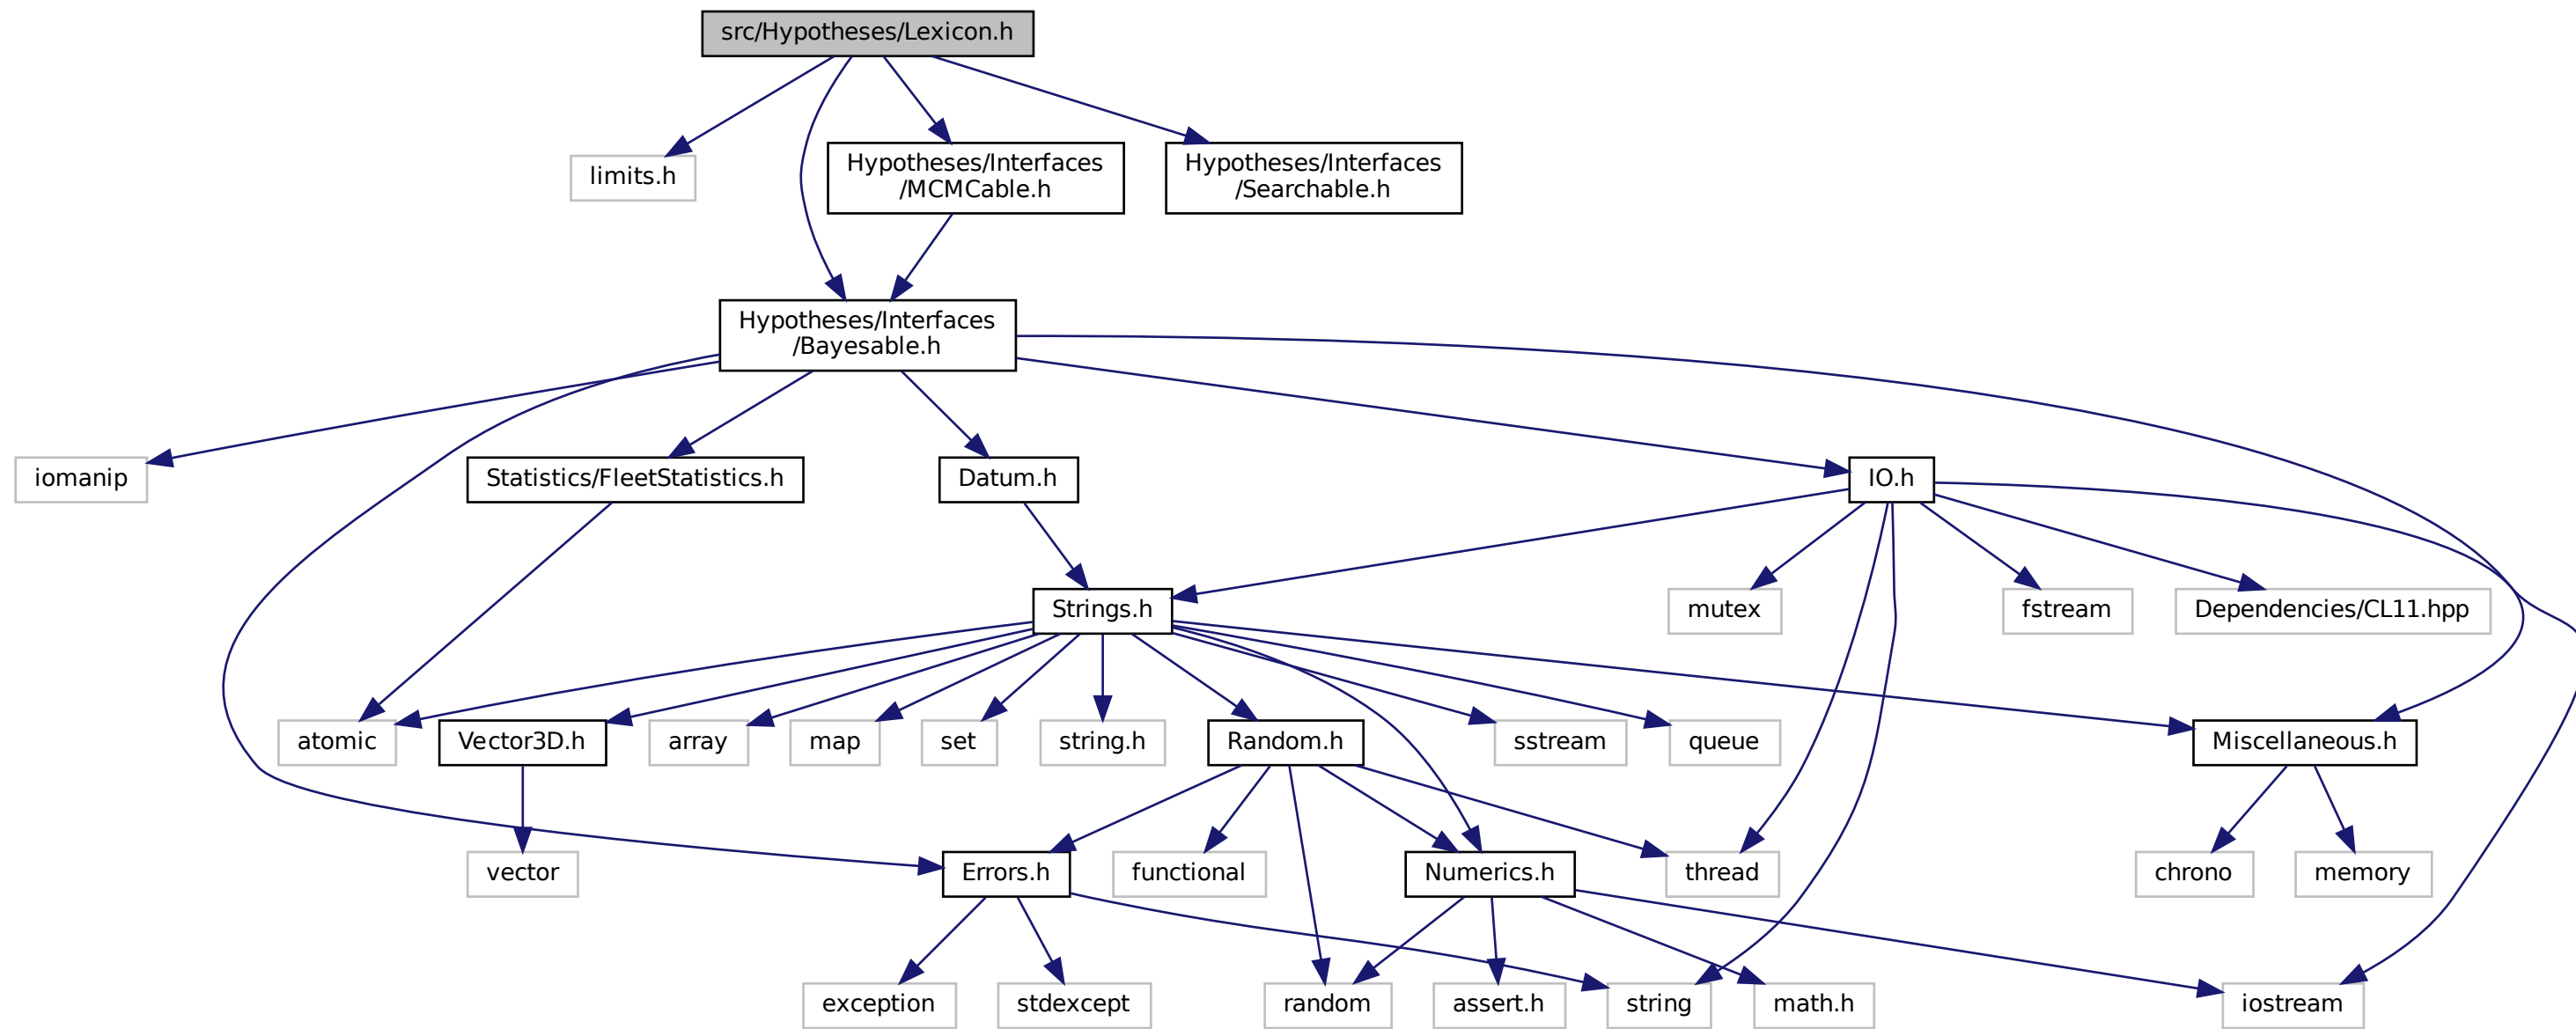 src/Hypotheses/Lexicon.h
limits.h
Hypotheses/Interfaces
/MCMCable.h
Hypotheses/Interfaces
/Searchable.h
Hypotheses/Interfaces
/Bayesable.h
iomanip
Statistics/FleetStatistics.h
Datum.h
IO.h
Strings.h
mutex
fstream
Dependencies/CL11.hpp
atomic
Vector3D.h
array
map
set
string.h
Random.h
sstream
queue
Miscellaneous.h
vector
Errors.h
functional
Numerics.h
thread
chrono
memory
exception
stdexcept
random
assert.h
string
math.h
iostream